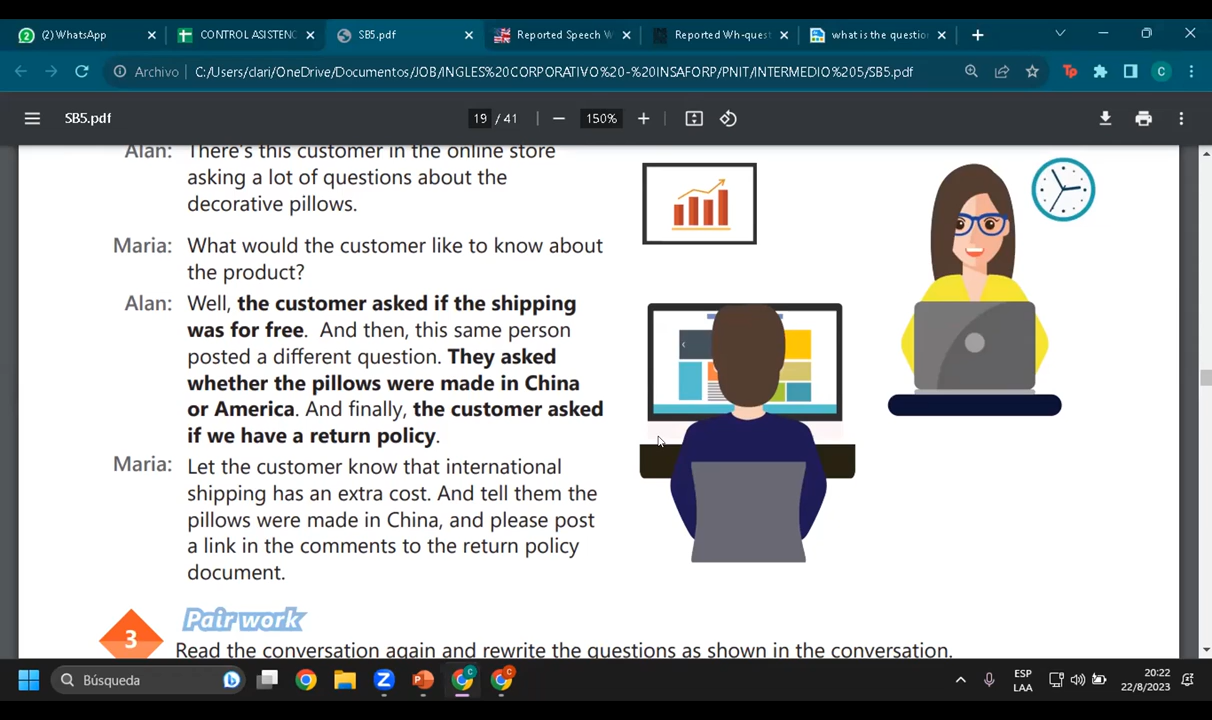 (2) WhatsApp
CONTROL ASISTENC
SB5.pdf
Reported Speech W
Reported Wh-quest
what is the question
Archivo
C:/Users/clari/OneDrive/Documentos/JOB/INGLES%20CORPORATIVO%20-%20INSAFORP/PNIT/INTERMEDIO%205/SB5.pdf
SB5.pdf
19 / 41
150%
Alan: There's this customer in the online store
asking a lot of questions about the
decorative pillows.
Maria: What would the customer like to know about
the product?
Alan: Well, the customer asked if the shipping
was for free. And then, this same person
posted a different question. They asked
whether the pillows were made in China
or America. And finally, the customer asked
if we have a return policy.
Maria: Let the customer know that international
shipping has an extra cost. And tell them the
pillows were made in China, and please post
a link in the comments to the return policy
document.
Pair work
3
Read the conversation again and rewrite the questions as shown in the conversation.
Búsqueda
ESP
LAA
20:22
22/8/2023